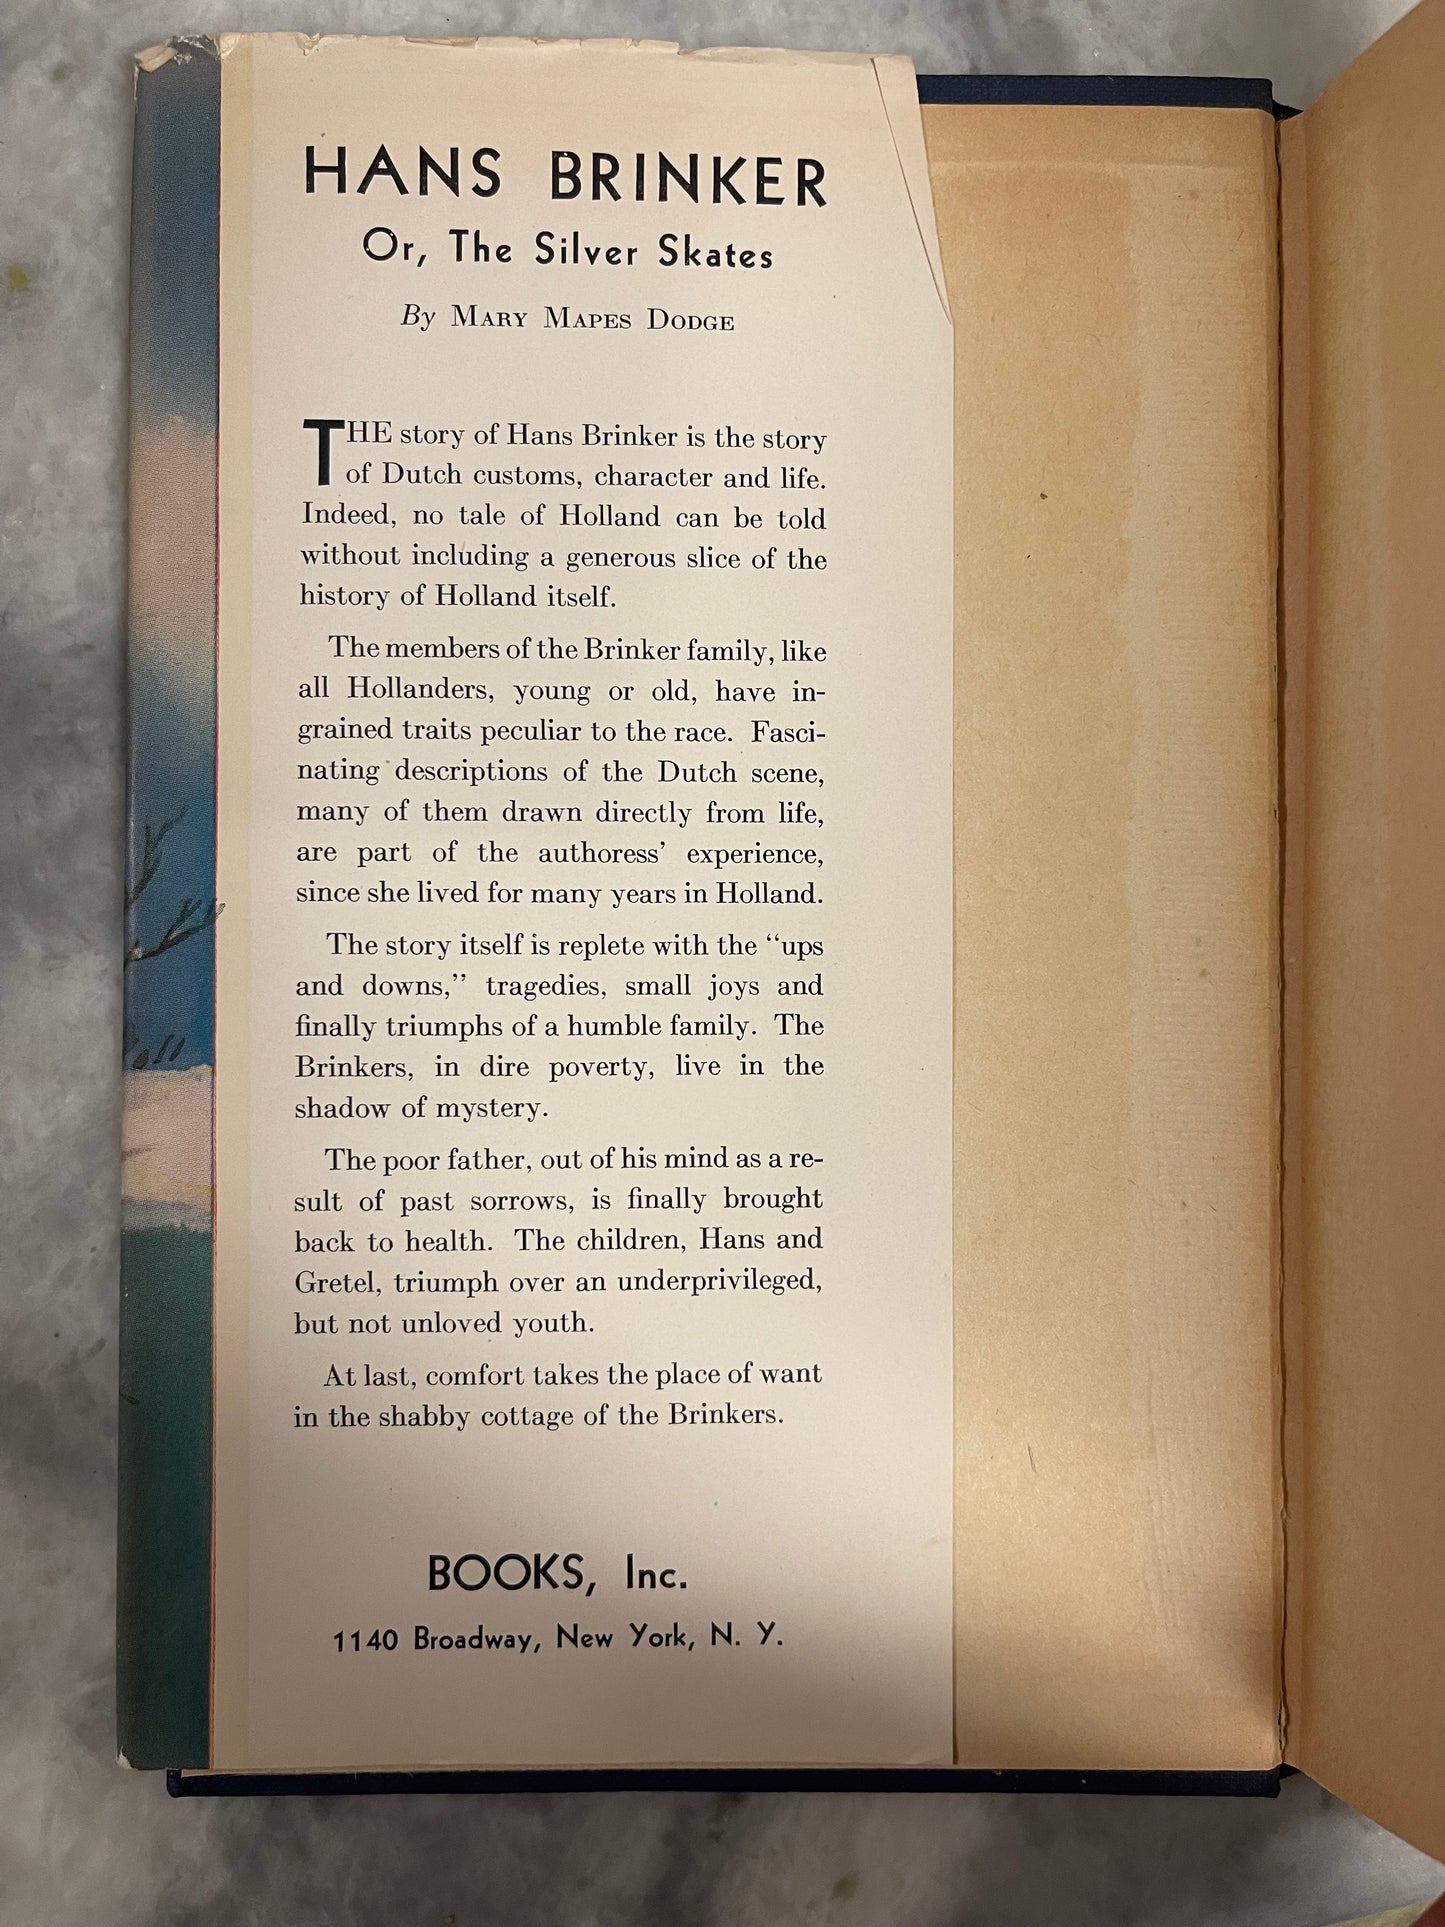 HANS BRINKER
Or, The Silver Skates
By MARY MAPES DODGE
THE story of Hans Brinker is the story
of Dutch customs, character and life.
Indeed, no tale of Holland can be told
without including a generous slice of the
history of Holland itself.
The members of the Brinker family, like
all Hollanders, young or old, have in-
grained traits peculiar to the race. Fasci-
nating descriptions of the Dutch scene,
many of them drawn directly from life,
are part of the authoress’ experience,
since she lived for many years in Holland.
The story itself is replete with the “ups
and downs,” tragedies, small joys and
finally triumphs of a humble family. The
Brinkers, in dire poverty, live in the
shadow of mystery.
The poor father, out of his mind as a re-
sult of past sorrows, is finally brought
back to health. The children, Hans and
Gretel, triumph over an underprivileged,
but not unloved youth.
At last, comfort takes the place of want
in the shabby cottage of the Brinkers.
BOOKS, Inc.
1140 Broadway, New York, N. Y.